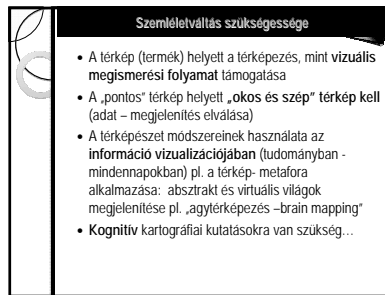 Szemléletváltás szükségessége
• A térkép (termék) helyett a térképezés, mint vizuális
megismerési folyamat támogatása
• A „pontos” térkép helyett „okos és szép” térkép kell
(adat – megjelenítés elválása)
• A térképészet módszereinek használata az
információ vizualizációjában (tudományban -
mindennapokban) pl. a térkép- metafora
alkalmazása: absztrakt és virtuális világok
megjelenítése pl. „agytérképezés –brain mapping”
• Kognitív kartográfiai kutatásokra van szükség…